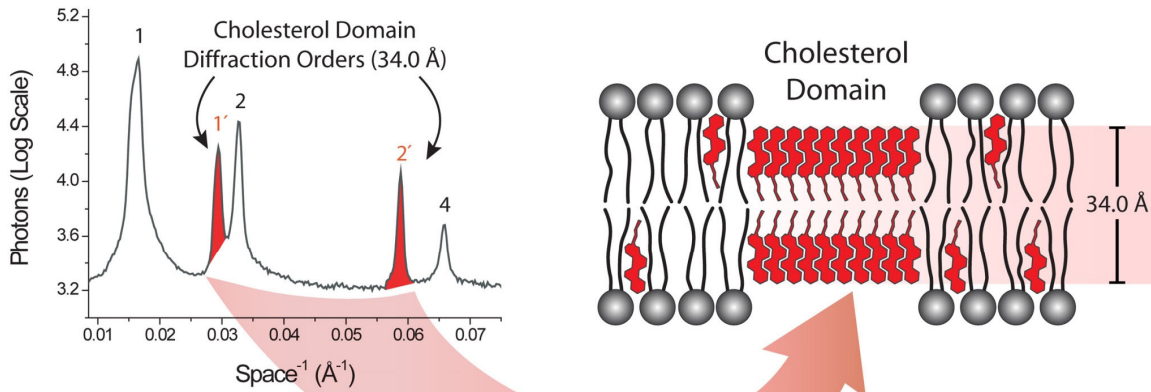 5.2
4.8
4.4
4.0
3.6
3.2
Photons (Log Scale)
0.01 0.02 0.03 0.04 0.05 0.06 0.07
Space⁻¹ (Å⁻¹)
Cholesterol Domain
Diffraction Orders (34.0 Å)
1
1´
2
2´
4
Cholesterol
Domain
34.0 Å